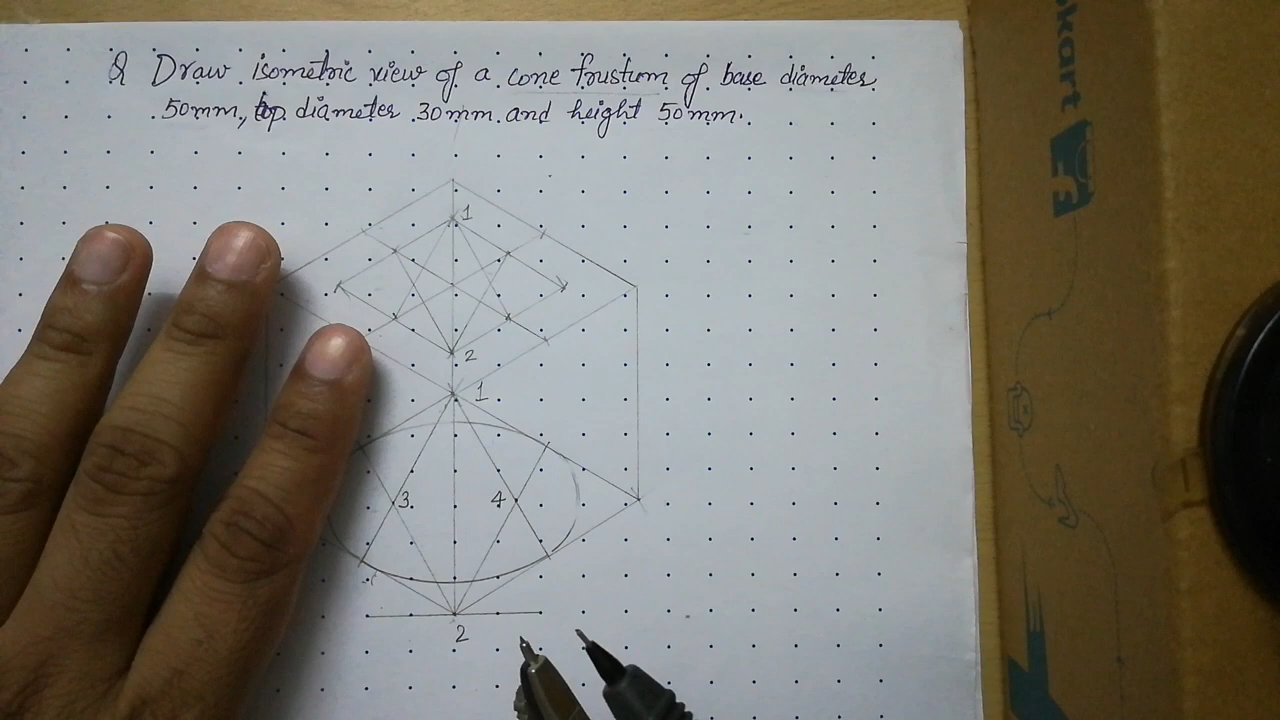 Q Draw isometric view of a cone frustum of base diameter
50mm, top diameter 30mm and height 50mm.
1
2
1
3
4
2
kart